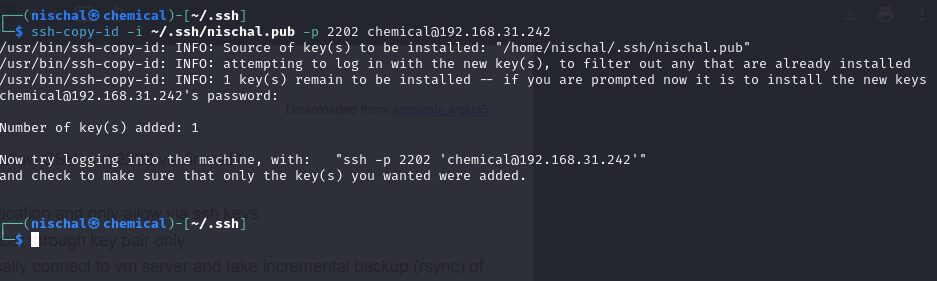 ┌──(nischal㉿chemical)-[~/.ssh]
└─$ ssh-copy-id -i ~/.ssh/nischal.pub -p 2202 chemical@192.168.31.242
/usr/bin/ssh-copy-id: INFO: Source of key(s) to be installed: "/home/nischal/.ssh/nischal.pub"
/usr/bin/ssh-copy-id: INFO: attempting to log in with the new key(s), to filter out any that are already installed
/usr/bin/ssh-copy-id: INFO: 1 key(s) remain to be installed -- if you are prompted now it is to install the new keys
chemical@192.168.31.242's password:
Downloaded from: justpaste.it/gkci5
Number of key(s) added: 1
Now try logging into the machine, with:   "ssh -p 2202 'chemical@192.168.31.242'"
and check to make sure that only the key(s) you wanted were added.
ication and only allow via ssh keys
┌──(nischal㉿chemical)-[~/.ssh]
└─$
rough key pair only
cally connect to vm server and take incremental backup (rsync) of